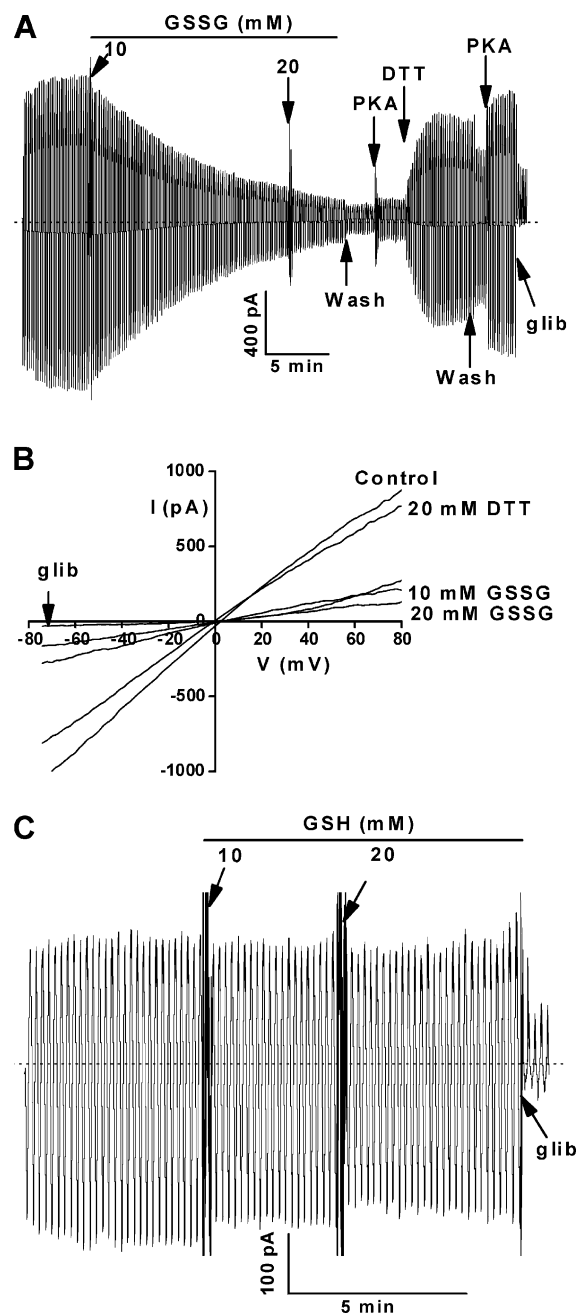 A
GSSG (mM)
10
20
PKA
DTT
PKA
Wash
glib
400 pA
5 min
Wash
B
1000
Control
I (pA)
20 mM DTT
500
glib
10 mM GSSG
0
20 mM GSSG
-80 -60 -40 -20 0 20 40 60 80
V (mV)
-500
-1000
C
GSH (mM)
10
20
glib
100 pA
5 min